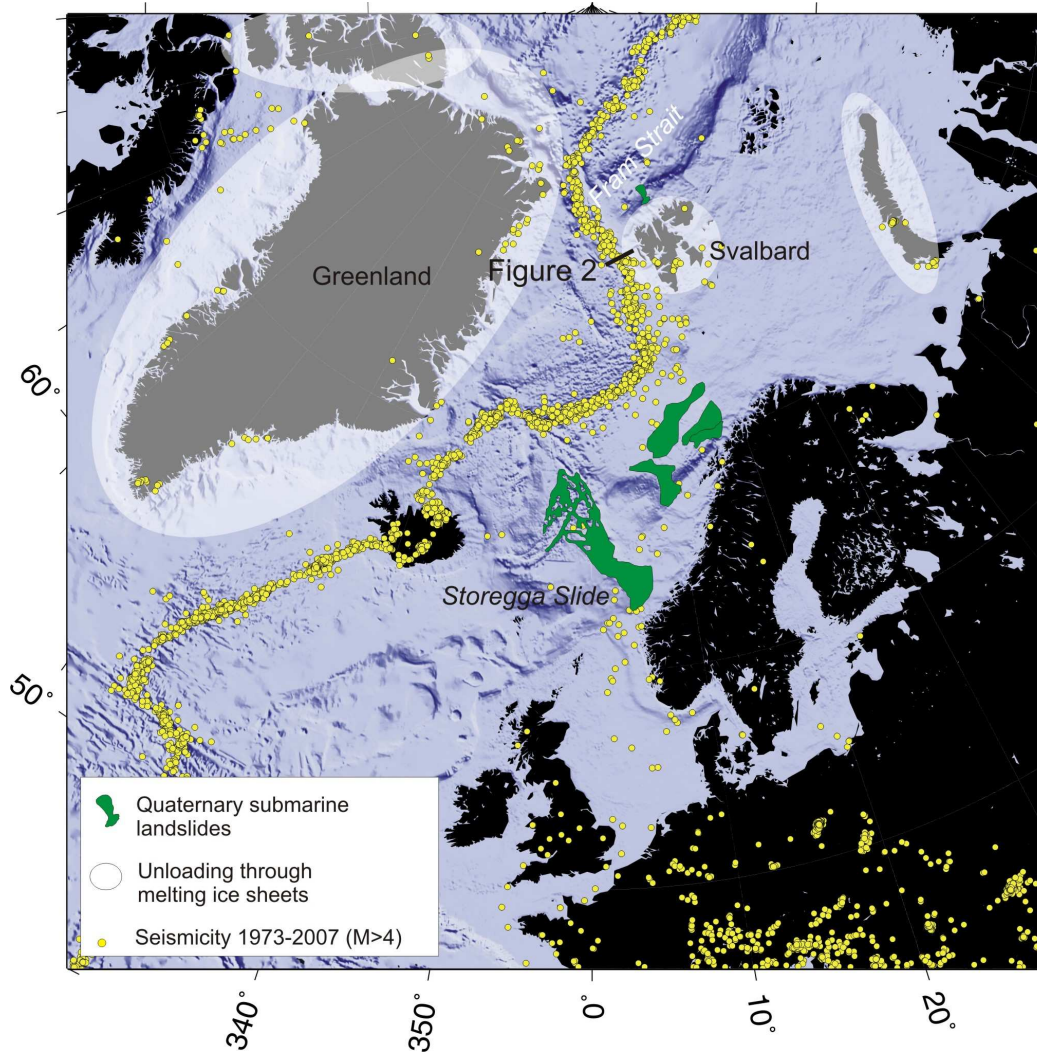 Fram Strait
Svalbard
Greenland
Figure 2
60°
Storegga Slide
50°
Quaternary submarine
landslides
Unloading through
melting ice sheets
Seismicity 1973-2007 (M>4)
340°
350°
0°
10°
20°